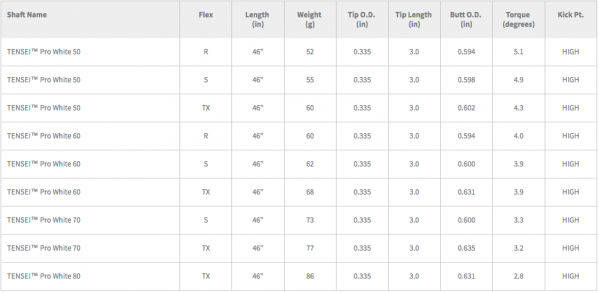 Shaft Name Flex Length (in) Weight (g) Tip O.D. (in) Tip Length (in) Butt O.D. (in) Torque (degrees) Kick Pt.
TENSEI™ Pro White 50 R 46" 52 0.335 3.0 0.594 5.1 HIGH
TENSEI™ Pro White 50 S 46" 55 0.335 3.0 0.598 4.9 HIGH
TENSEI™ Pro White 50 TX 46" 60 0.335 3.0 0.602 4.3 HIGH
TENSEI™ Pro White 60 R 46" 60 0.335 3.0 0.594 4.0 HIGH
TENSEI™ Pro White 60 S 46" 62 0.335 3.0 0.600 3.9 HIGH
TENSEI™ Pro White 60 TX 46" 68 0.335 3.0 0.631 3.9 HIGH
TENSEI™ Pro White 70 S 46" 73 0.335 3.0 0.600 3.3 HIGH
TENSEI™ Pro White 70 TX 46" 77 0.335 3.0 0.635 3.2 HIGH
TENSEI™ Pro White 80 TX 46" 86 0.335 3.0 0.631 2.8 HIGH